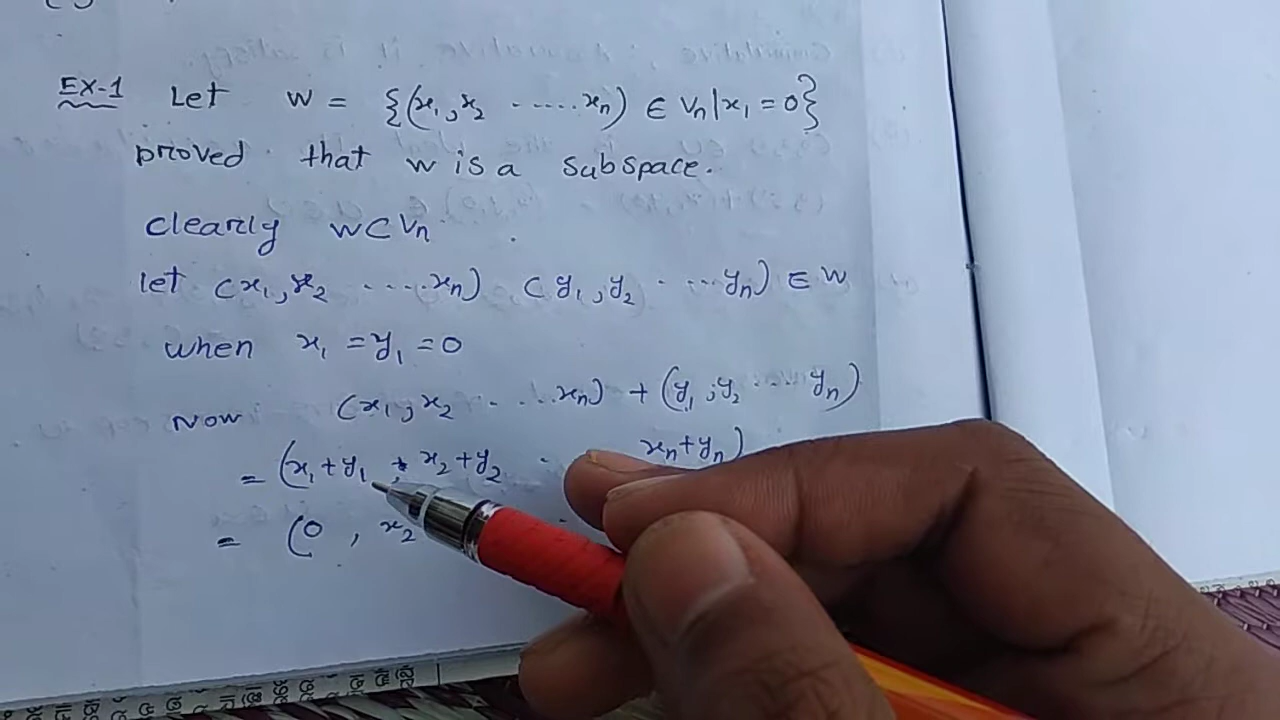 EX-1 Let W = {(x₁, x₂ ..... xₙ) ∈ Vₙ | x₁ = 0}
proved that W is a subspace.
clearly W ⊂ Vₙ
let (x₁, x₂ ..... xₙ) (y₁, y₂ .... yₙ) ∈ W
when x₁ = y₁ = 0
Now (x₁, x₂ ..... xₙ) + (y₁, y₂ .... yₙ)
= (x₁+y₁, x₂+y₂ xₙ+yₙ)
= (0, x₂